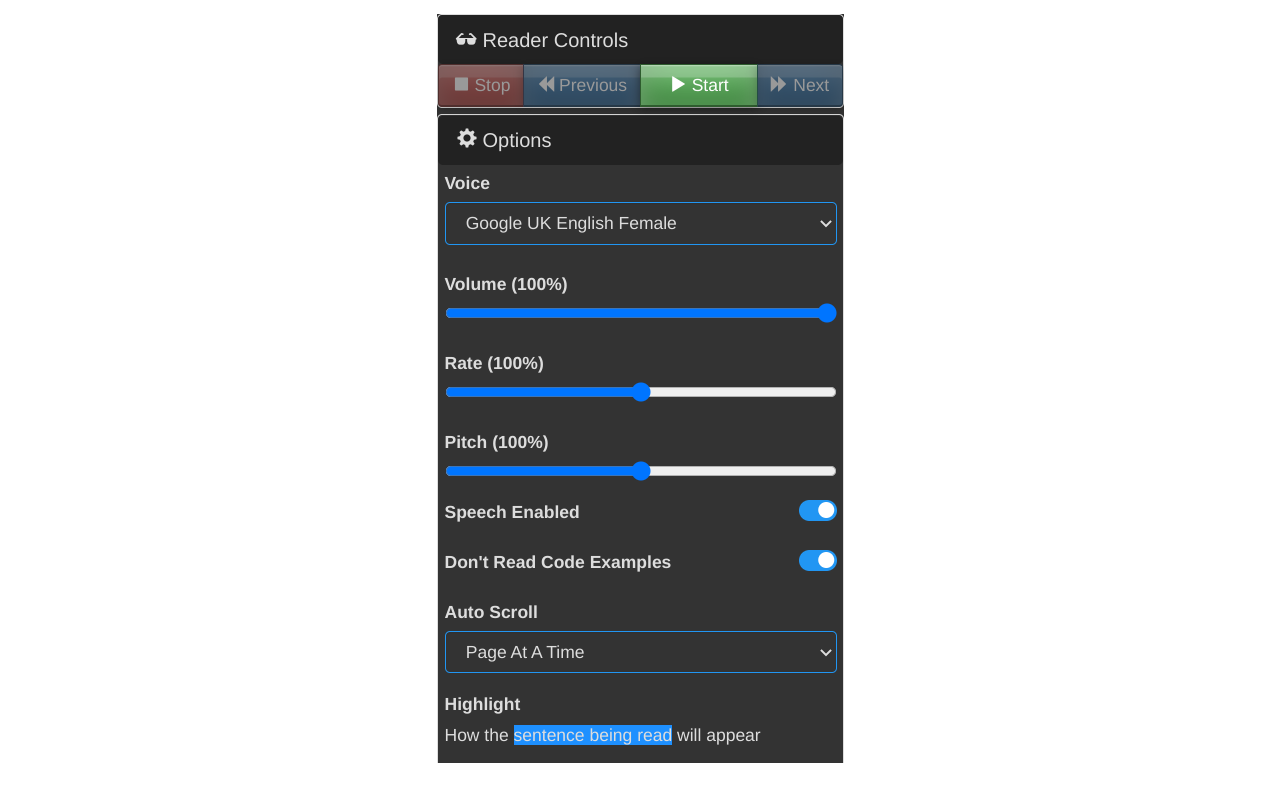 Reader Controls
Stop Previous Start Next
Options
Voice
Google UK English Female
Volume (100%)
Rate (100%)
Pitch (100%)
Speech Enabled
Don't Read Code Examples
Auto Scroll
Page At A Time
Highlight
How the sentence being read will appear